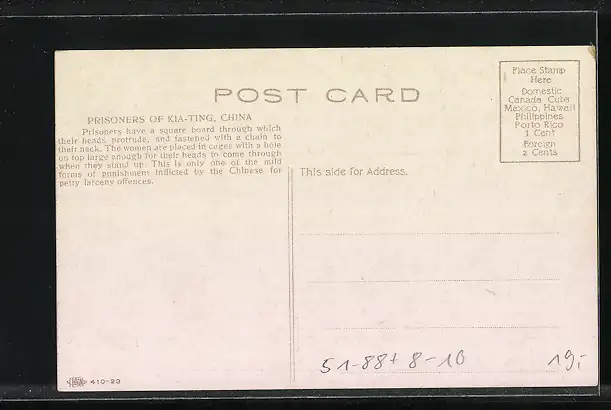 POST CARD
Place Stamp
Here
Domestic
Canada Cuba
Mexico, Hawaii
Philippines
Porto Rico
1 Cent
Foreign
2 Cents
PRISONERS OF KIA-TING, CHINA
Prisoners have a square board through which
their heads protrude, and fastened with a chain to
their neck. The women are placed in cages with a hole
on top large enough for their heads to come through
when they stand up. This is only one of the mild
forms of punishment inflicted by the Chinese for
petty larceny offences.
This side for Address.
51-88+8-10
19,-
410-23